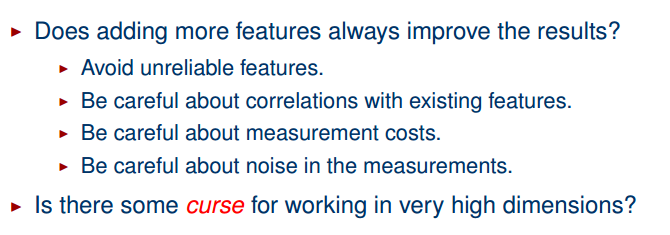 Does adding more features always improve the results?
Avoid unreliable features.
Be careful about correlations with existing features.
Be careful about measurement costs.
Be careful about noise in the measurements.
Is there some curse for working in very high dimensions?